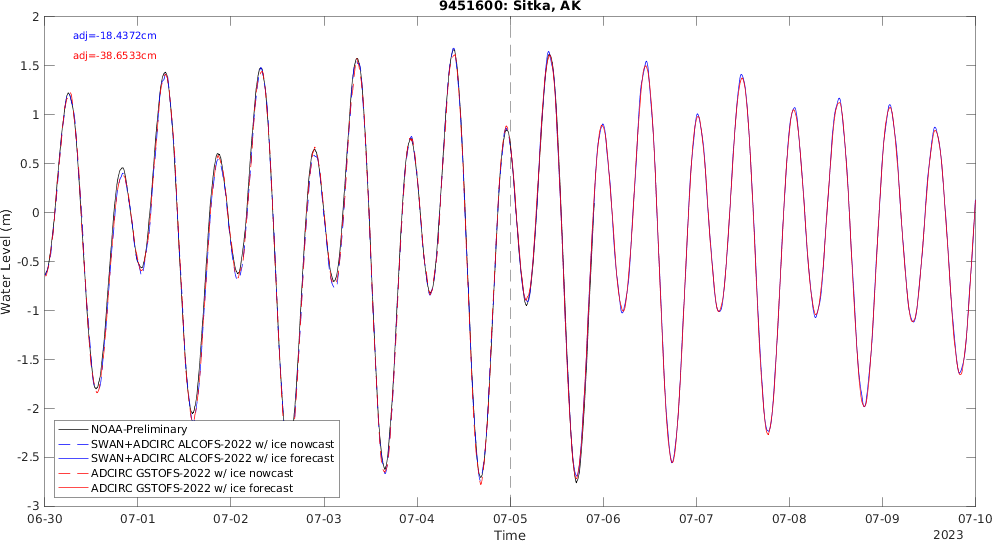 9451600: Sitka, AK
adj=-18.4372cm
adj=-38.6533cm
Water Level (m)
2
1.5
1
0.5
0
-0.5
-1
-1.5
-2
-2.5
-3
NOAA-Preliminary
SWAN+ADCIRC ALCOFS-2022 w/ ice nowcast
SWAN+ADCIRC ALCOFS-2022 w/ ice forecast
ADCIRC GSTOFS-2022 w/ ice nowcast
ADCIRC GSTOFS-2022 w/ ice forecast
06-30 07-01 07-02 07-03 07-04 07-05 07-06 07-07 07-08 07-09 07-10
Time
2023